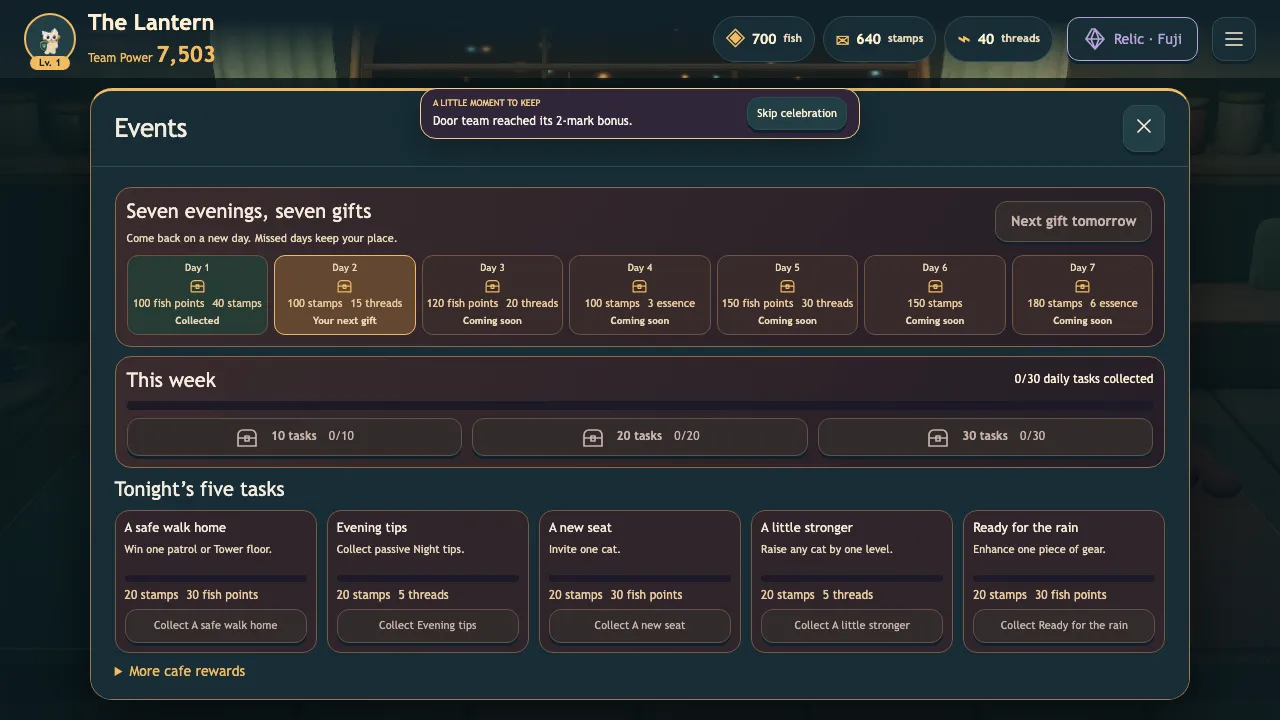 The Lantern
Lv. 1
Team Power 7,503
700 fish
640 stamps
40 threads
Relic · Fuji
Events
A LITTLE MOMENT TO KEEP
Door team reached its 2-mark bonus.
Skip celebration
Seven evenings, seven gifts
Come back on a new day. Missed days keep your place.
Next gift tomorrow
Day 1
100 fish points 40 stamps
Collected
Day 2
100 stamps 15 threads
Your next gift
Day 3
120 fish points 20 threads
Coming soon
Day 4
100 stamps 3 essence
Coming soon
Day 5
150 fish points 30 threads
Coming soon
Day 6
150 stamps
Coming soon
Day 7
180 stamps 6 essence
Coming soon
This week
0/30 daily tasks collected
10 tasks 0/10
20 tasks 0/20
30 tasks 0/30
Tonight's five tasks
A safe walk home
Win one patrol or Tower floor.
20 stamps 30 fish points
Collect A safe walk home
Evening tips
Collect passive Night tips.
20 stamps 5 threads
Collect Evening tips
A new seat
Invite one cat.
20 stamps 30 fish points
Collect A new seat
A little stronger
Raise any cat by one level.
20 stamps 5 threads
Collect A little stronger
Ready for the rain
Enhance one piece of gear.
20 stamps 30 fish points
Collect Ready for the rain
More cafe rewards